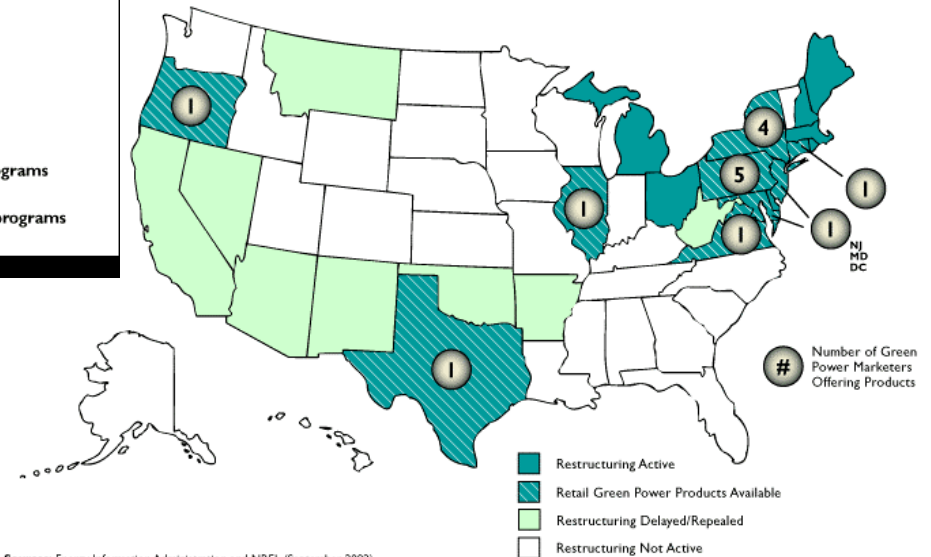 grams
rograms
1
4
5
1
1
1
1
NJ
MD
DC
1
#
Number of Green
Power Marketers
Offering Products
Restructuring Active
Retail Green Power Products Available
Restructuring Delayed/Repealed
Restructuring Not Active